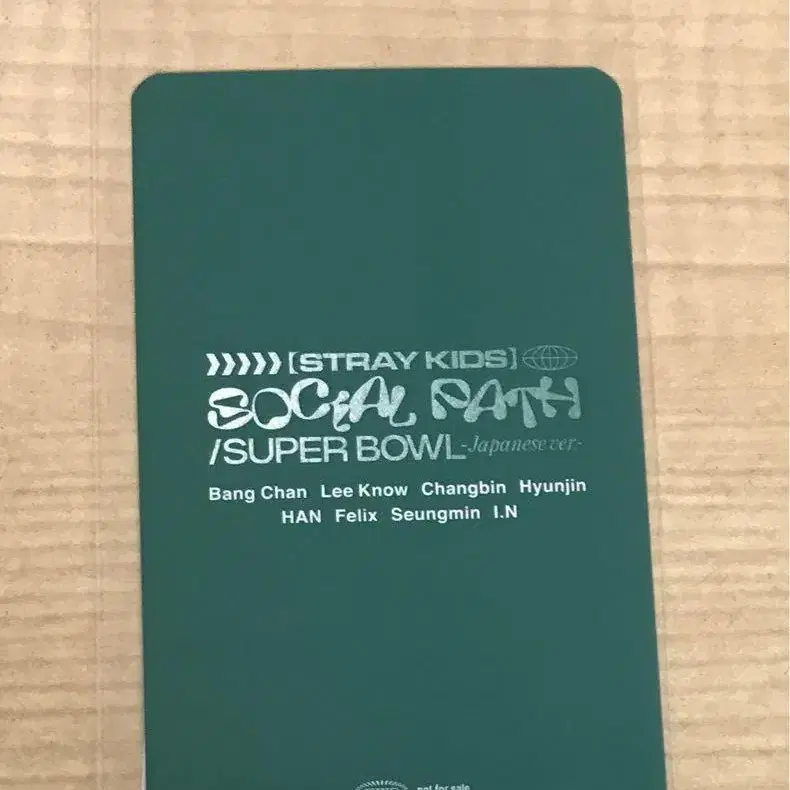 [STRAY KIDS]
SOCIAL PATH
/SUPER BOWL-Japanese ver.-
Bang Chan Lee Know Changbin Hyunjin
HAN Felix Seungmin I.N
not for sale